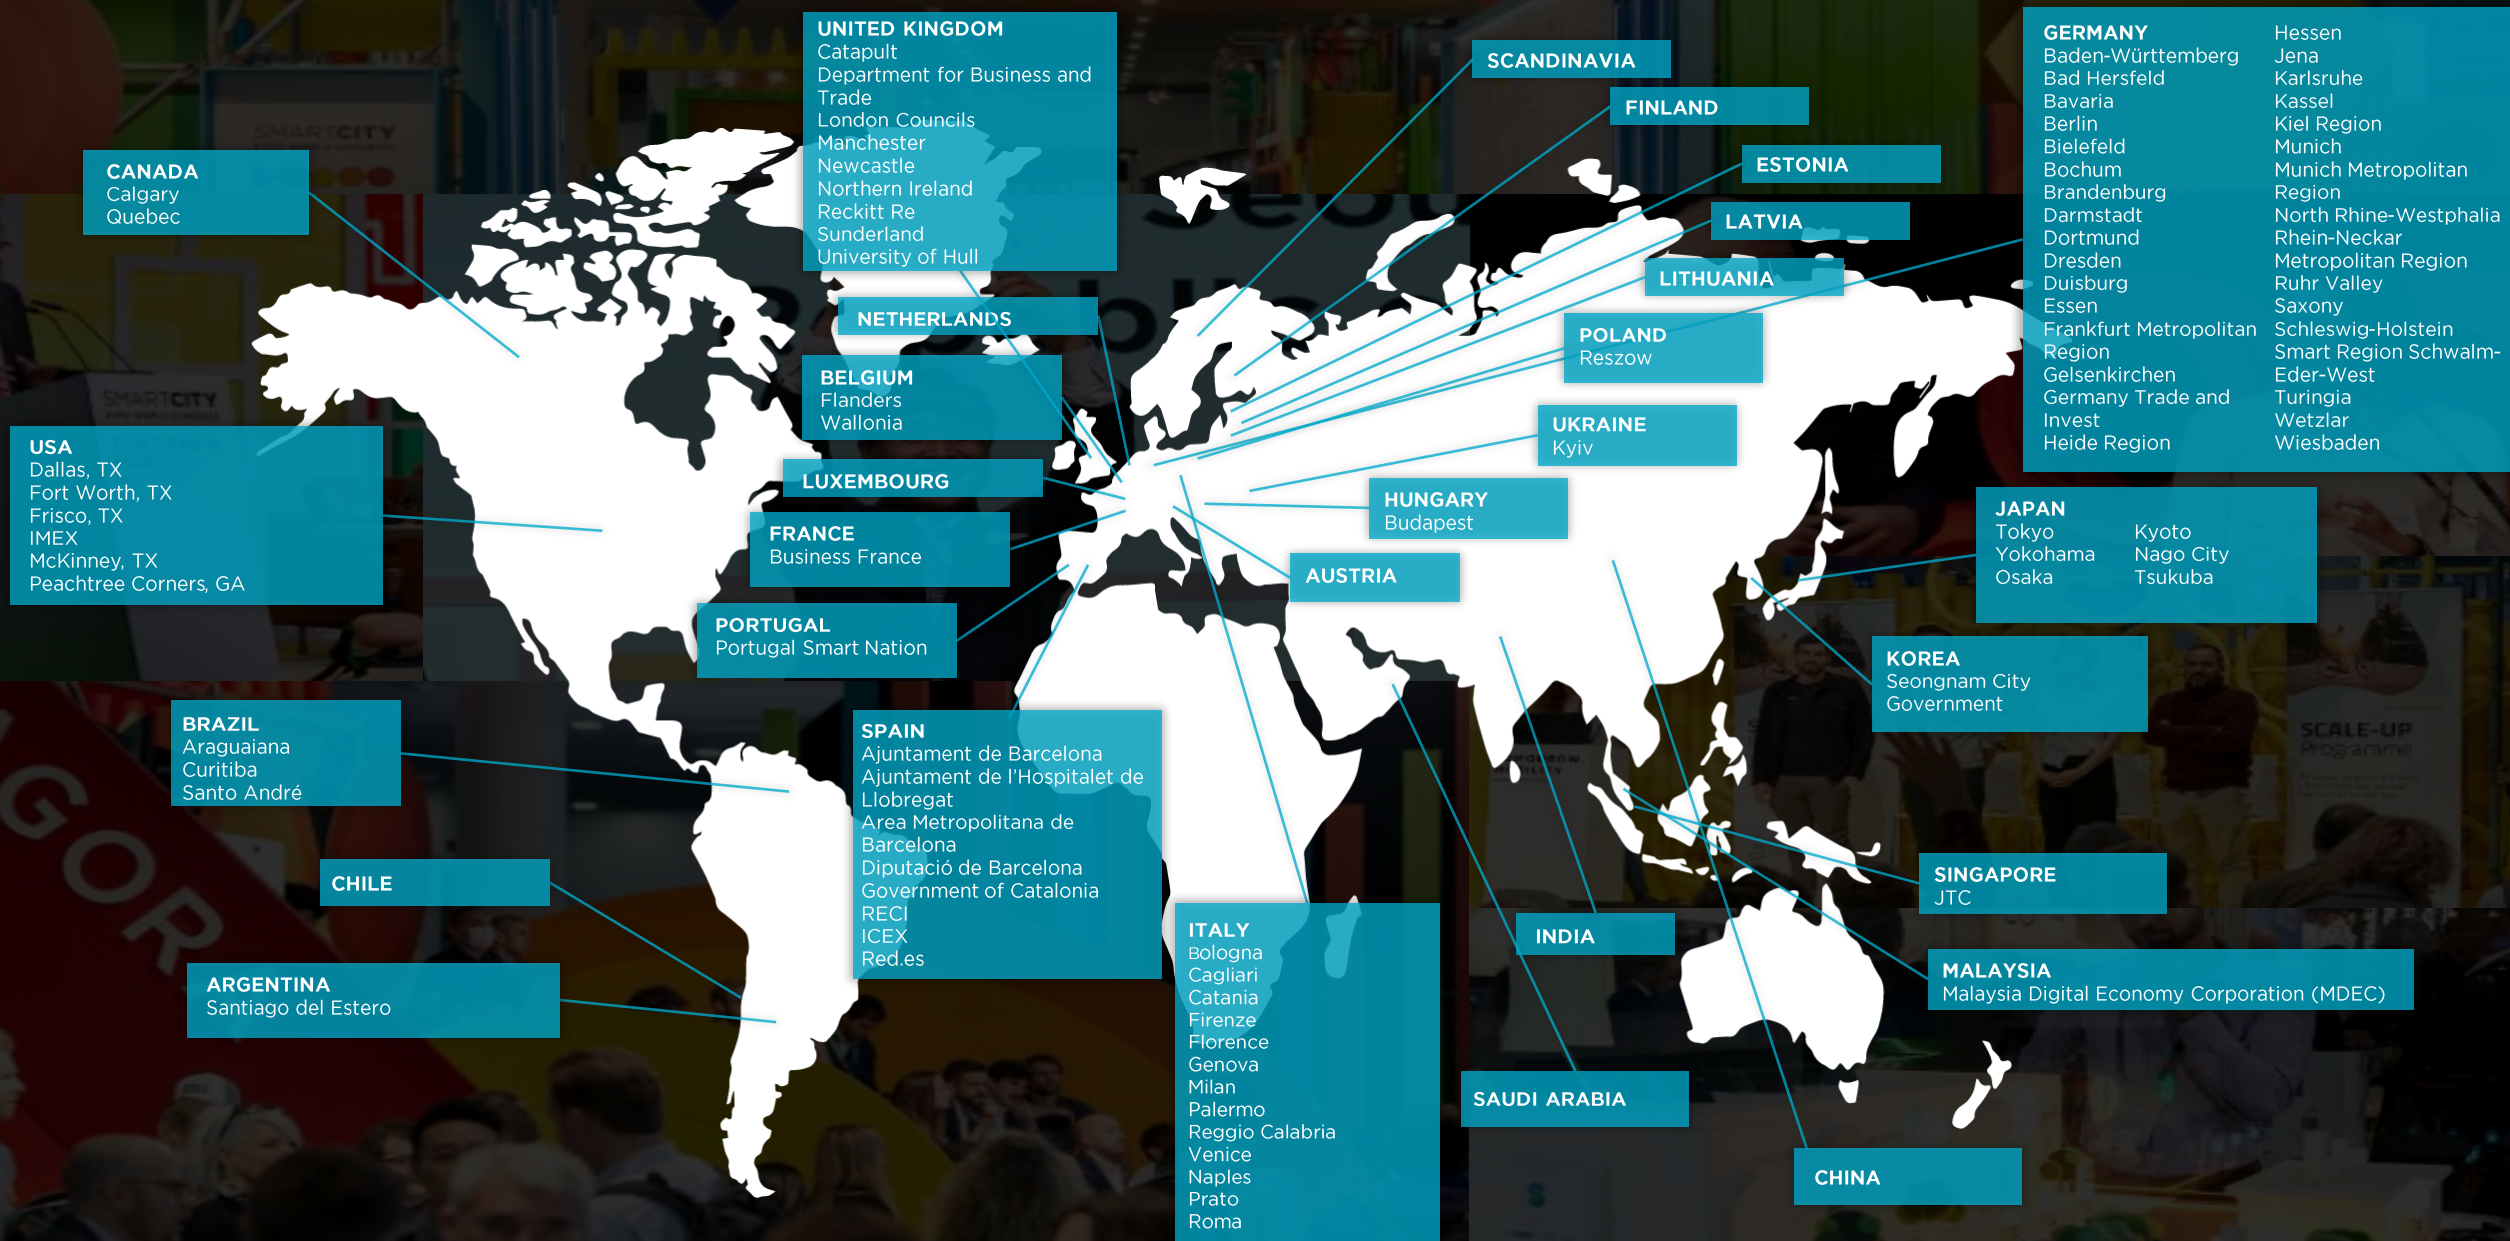 UNITED KINGDOM
Catapult
Department for Business and
Trade
London Councils
Manchester
Newcastle
Northern Ireland
Reckitt Re
Sunderland
University of Hull
SCANDINAVIA
FINLAND
ESTONIA
LATVIA
LITHUANIA
GERMANY
Baden-Württemberg
Bad Hersfeld
Bavaria
Berlin
Bielefeld
Bochum
Brandenburg
Darmstadt
Dortmund
Dresden
Duisburg
Essen
Frankfurt Metropolitan
Region
Gelsenkirchen
Germany Trade and
Invest
Heide Region
Hessen
Jena
Karlsruhe
Kassel
Kiel Region
Munich
Munich Metropolitan
Region
North Rhine-Westphalia
Rhein-Neckar
Metropolitan Region
Ruhr Valley
Saxony
Schleswig-Holstein
Smart Region Schwalm-
Eder-West
Turingia
Wetzlar
Wiesbaden
CANADA
Calgary
Quebec
NETHERLANDS
BELGIUM
Flanders
Wallonia
LUXEMBOURG
FRANCE
Business France
PORTUGAL
Portugal Smart Nation
POLAND
Reszow
UKRAINE
Kyiv
HUNGARY
Budapest
AUSTRIA
USA
Dallas, TX
Fort Worth, TX
Frisco, TX
IMEX
McKinney, TX
Peachtree Corners, GA
JAPAN
Tokyo
Yokohama
Osaka
Kyoto
Nago City
Tsukuba
KOREA
Seongnam City
Government
BRAZIL
Araguaiana
Curitiba
Santo André
CHILE
ARGENTINA
Santiago del Estero
SPAIN
Ajuntament de Barcelona
Ajuntament de l'Hospitalet de
Llobregat
Area Metropolitana de
Barcelona
Diputació de Barcelona
Government of Catalonia
RECI
ICEX
Red.es
ITALY
Bologna
Cagliari
Catania
Firenze
Florence
Genova
Milan
Palermo
Reggio Calabria
Venice
Naples
Prato
Roma
INDIA
SAUDI ARABIA
CHINA
SINGAPORE
JTC
MALAYSIA
Malaysia Digital Economy Corporation (MDEC)
SMARTCITY
SMARTCITY
SCALE-UP
Programme